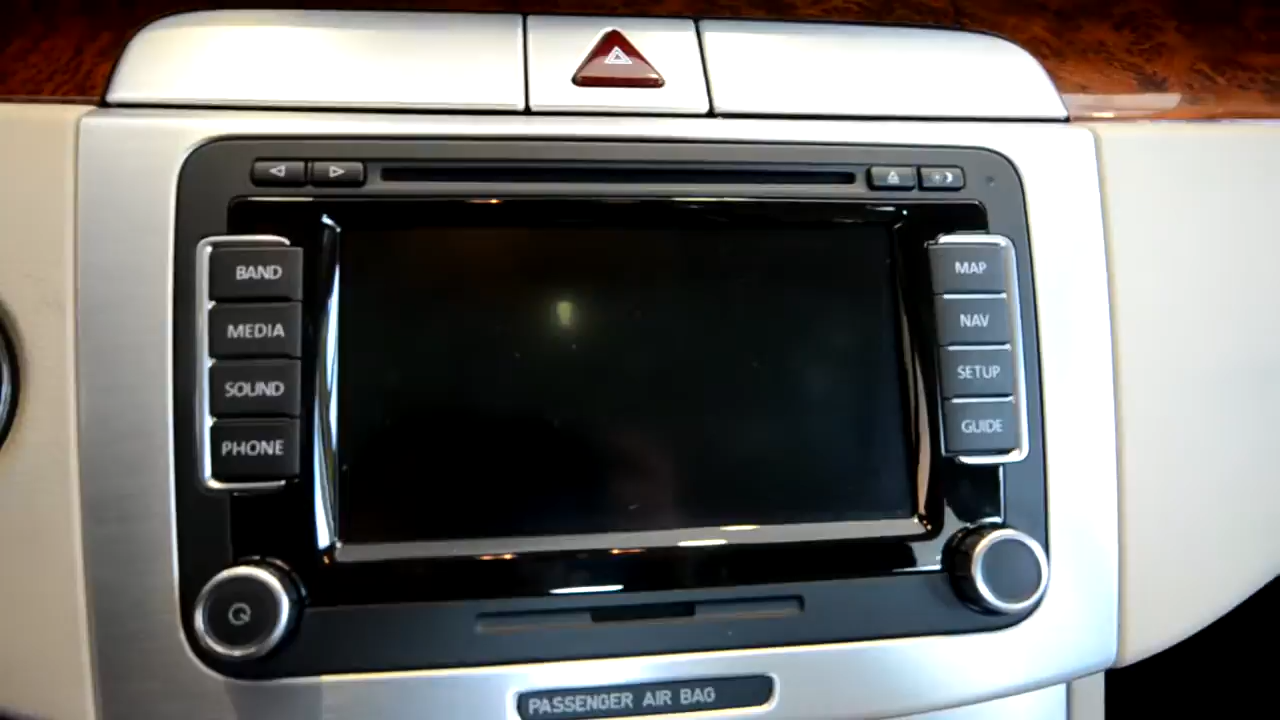 BAND
MEDIA
SOUND
PHONE
MAP
NAV
SETUP
GUIDE
PASSENGER AIR BAG